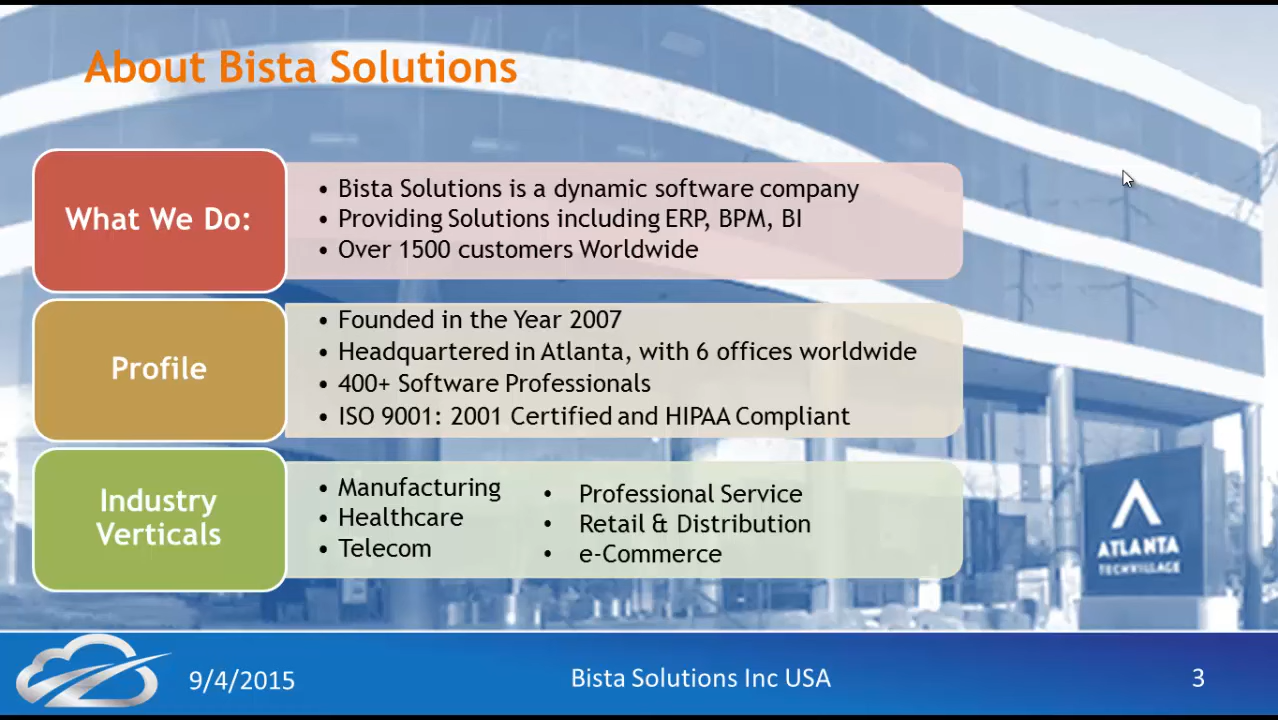 About Bista Solutions
What We Do:
• Bista Solutions is a dynamic software company
• Providing Solutions including ERP, BPM, BI
• Over 1500 customers Worldwide
Profile
• Founded in the Year 2007
• Headquartered in Atlanta, with 6 offices worldwide
• 400+ Software Professionals
• ISO 9001: 2001 Certified and HIPAA Compliant
Industry
Verticals
• Manufacturing
• Healthcare
• Telecom
• Professional Service
• Retail & Distribution
• e-Commerce
ATLANTA
TECHVILLAGE
9/4/2015
Bista Solutions Inc USA
3